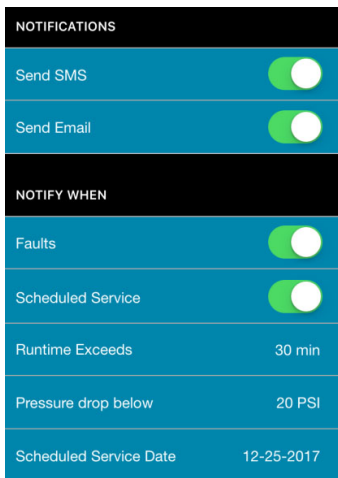 NOTIFICATIONS
Send SMS
Send Email
NOTIFY WHEN
Faults
Scheduled Service
Runtime Exceeds 30 min
Pressure drop below 20 PSI
Scheduled Service Date 12-25-2017